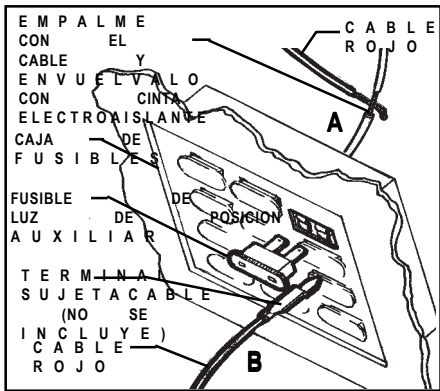 EMPALME
CON EL
CABLE Y
ENVUELVALO
CON CINTA
ELECTROAISLANTE
CABLE
ROJO
A
CAJA DE
FUSIBLES
FUSIBLE DE
LUZ DE POSICION
AUXILIAR
TERMINAL
SUJETACABLE
(NO SE
INCLUYE)
CABLE
ROJO
B